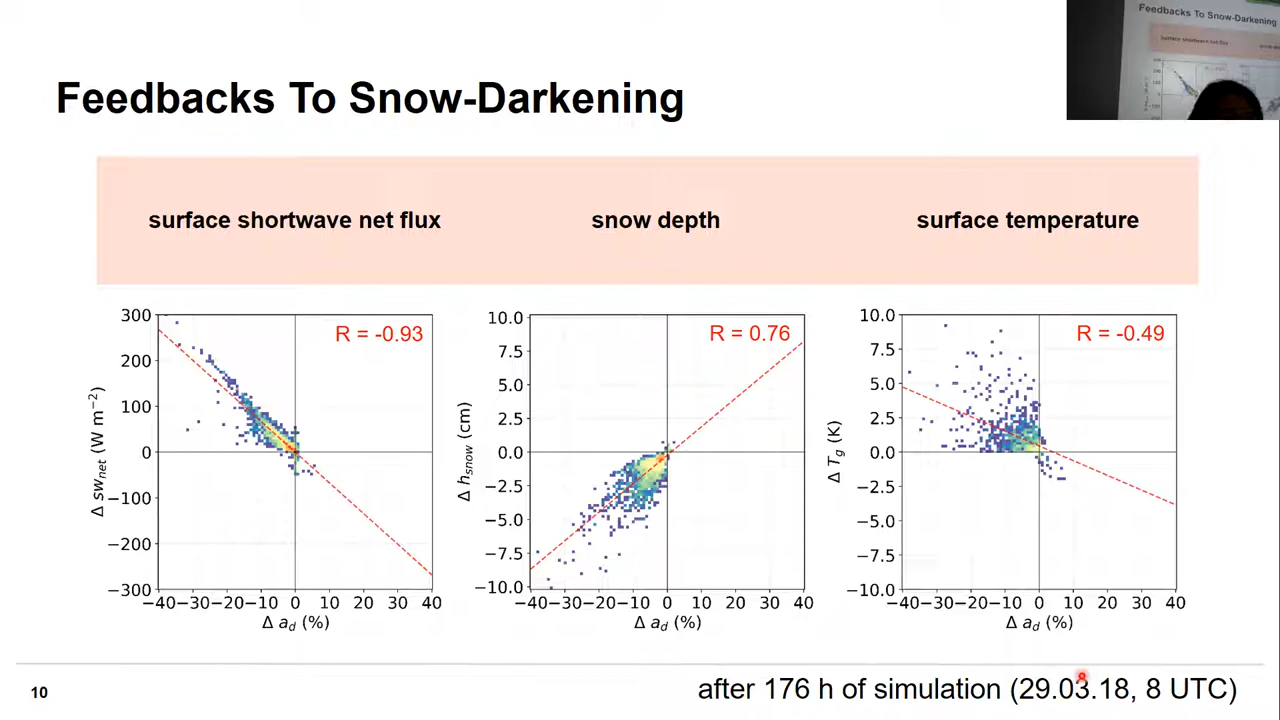 Feedbacks To Snow-Darkening
Feedbacks To Snow-Darkening
surface shortwave net flux
snow depth
surface temperature
R = -0.93
300
200
100
0
−100
−200
−300
Δ sw_net (W m⁻²)
−40 −30 −20 −10 0 10 20 30 40
Δ a_d (%)
R = 0.76
10.0
7.5
5.0
2.5
0.0
−2.5
−5.0
−7.5
−10.0
Δ h_snow (cm)
−40 −30 −20 −10 0 10 20 30 40
Δ a_d (%)
R = -0.49
10.0
7.5
5.0
2.5
0.0
−2.5
−5.0
−7.5
−10.0
Δ T_g (K)
−40 −30 −20 −10 0 10 20 30 40
Δ a_d (%)
10
after 176 h of simulation (29.03.18, 8 UTC)